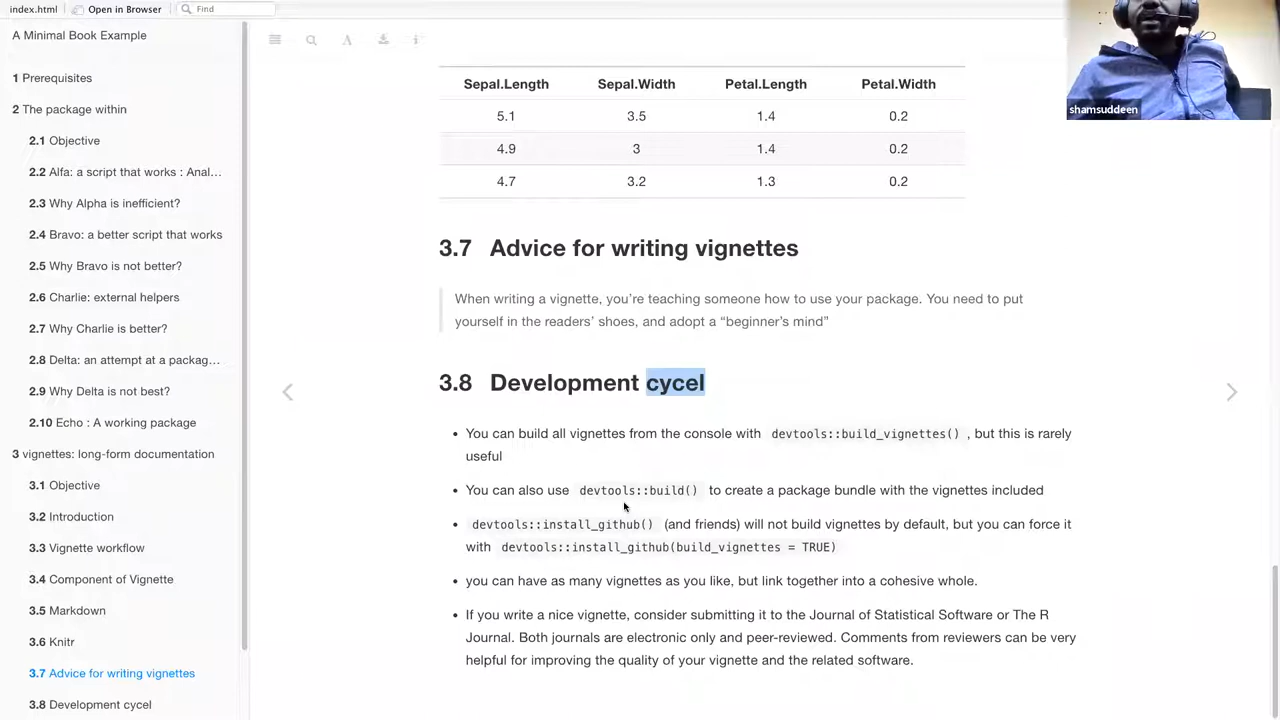 index.html
Open in Browser
Find
A Minimal Book Example
1 Prerequisites
2 The package within
2.1 Objective
2.2 Alfa: a script that works : Anal…
2.3 Why Alpha is inefficient?
2.4 Bravo: a better script that works
2.5 Why Bravo is not better?
2.6 Charlie: external helpers
2.7 Why Charlie is better?
2.8 Delta: an attempt at a packag…
2.9 Why Delta is not best?
2.10 Echo : A working package
3 vignettes: long-form documentation
3.1 Objective
3.2 Introduction
3.3 Vignette workflow
3.4 Component of Vignette
3.5 Markdown
3.6 Knitr
3.7 Advice for writing vignettes
3.8 Development cycel
A
i
Sepal.Length Sepal.Width Petal.Length Petal.Width
5.1 3.5 1.4 0.2
4.9 3 1.4 0.2
4.7 3.2 1.3 0.2
3.7 Advice for writing vignettes
When writing a vignette, you’re teaching someone how to use your package. You need to put
yourself in the readers’ shoes, and adopt a “beginner’s mind”
3.8 Development cycel
• You can build all vignettes from the console with devtools::build_vignettes() , but this is rarely
useful
• You can also use devtools::build() to create a package bundle with the vignettes included
• devtools::install_github() (and friends) will not build vignettes by default, but you can force it
with devtools::install_github(build_vignettes = TRUE)
• you can have as many vignettes as you like, but link together into a cohesive whole.
• If you write a nice vignette, consider submitting it to the Journal of Statistical Software or The R
Journal. Both journals are electronic only and peer-reviewed. Comments from reviewers can be very
helpful for improving the quality of your vignette and the related software.
shamsuddeen